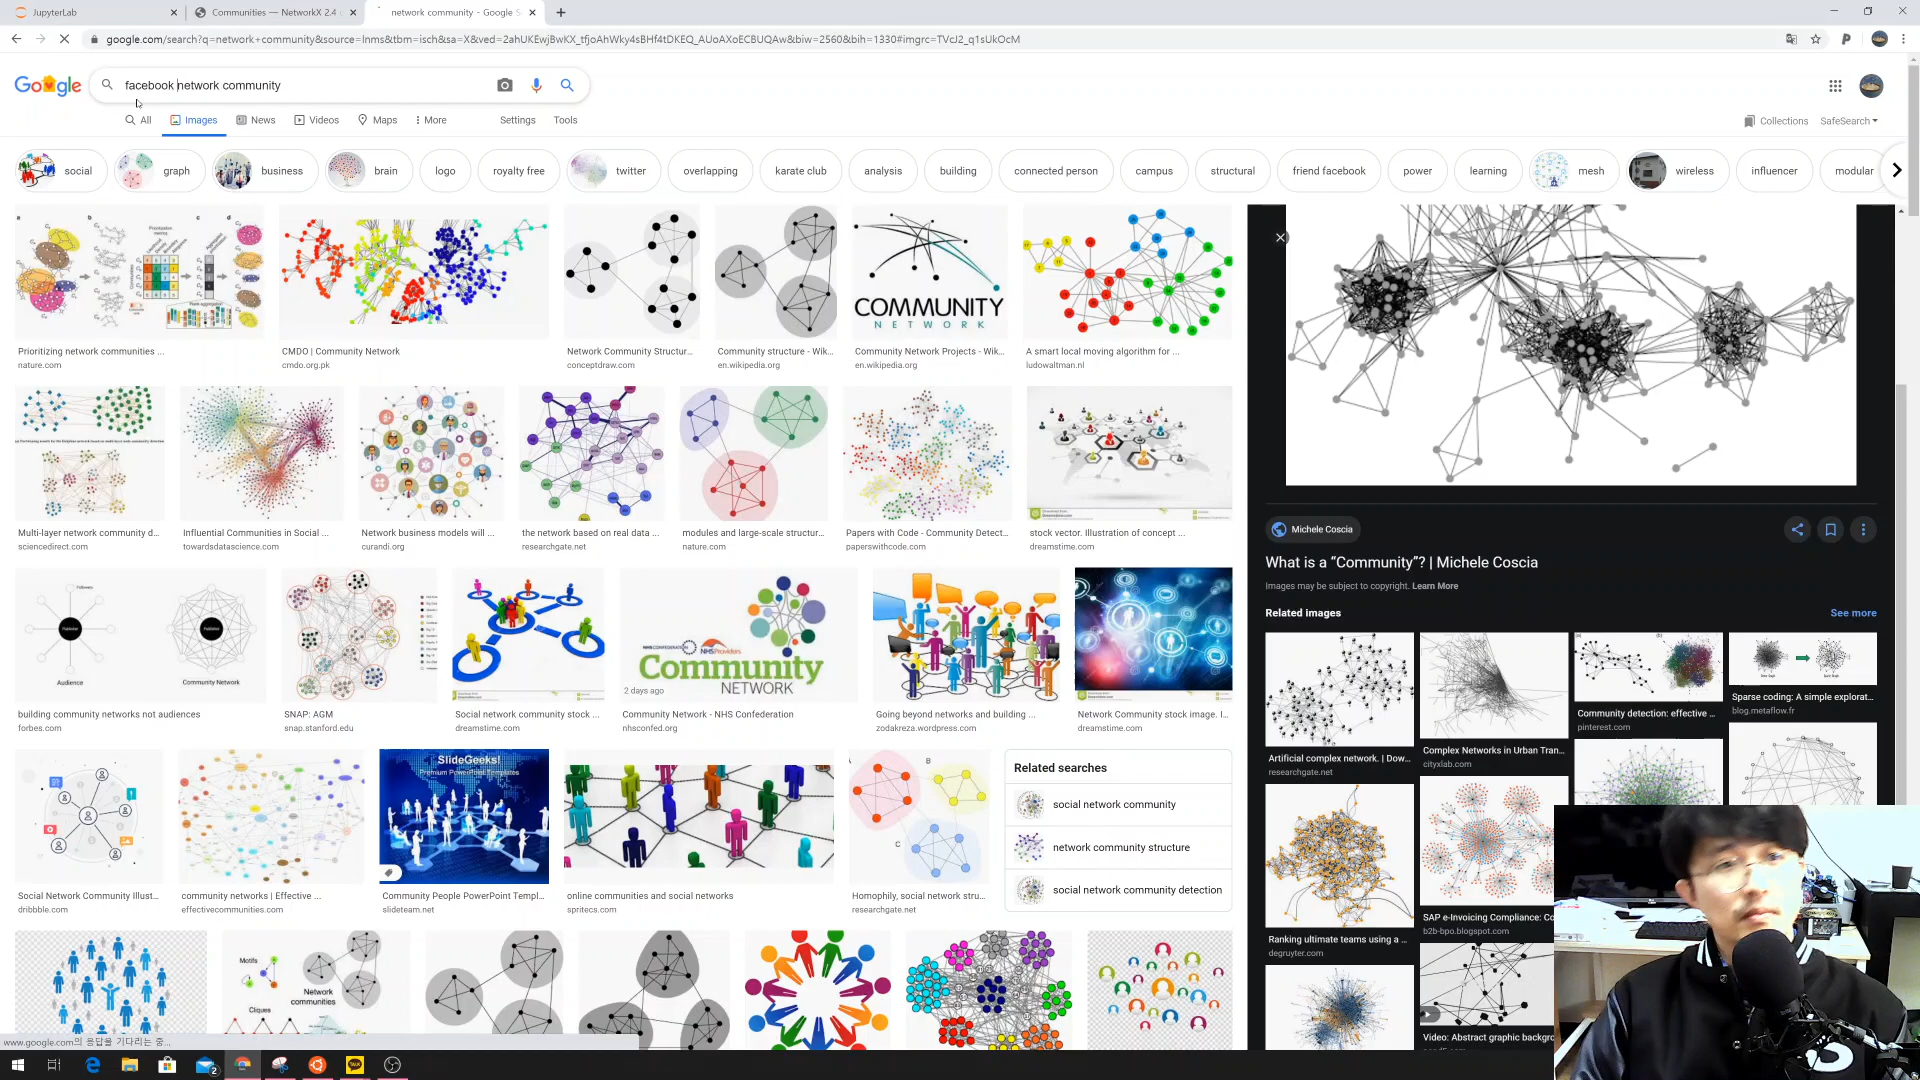 JupyterLab
Communities — NetworkX 2.4
network community - Google S
google.com/search?q=network+community&source=lnms&tbm=isch&sa=X&ved=2ahUKEwjBwKX_tfjoAhWky4sBHf4tDKEQ_AUoAXoECBUQAw&biw=2560&bih=1330#imgrc=TVcJ2_q1sUkOcM
facebook network community
All
Images
News
Videos
Maps
More
Settings
Tools
Collections
SafeSearch
social
graph
business
brain
logo
royalty free
twitter
overlapping
karate club
analysis
building
connected person
campus
structural
friend facebook
power
learning
mesh
wireless
influencer
modular
COMMUNITY
NETWORK
Prioritizing network communities ...
nature.com
CMDO | Community Network
cmdo.org.pk
Network Community Structur...
conceptdraw.com
Community structure - Wik...
en.wikipedia.org
Community Network Projects - Wik...
en.wikipedia.org
A smart local moving algorithm for ...
ludowaltman.nl
Multi-layer network community d...
sciencedirect.com
Influential Communities in Social ...
towardsdatascience.com
Network business models will ...
curandi.org
the network based on real data ...
researchgate.net
modules and large-scale structur...
nature.com
Papers with Code - Community Detect...
paperswithcode.com
stock vector. Illustration of concept ...
dreamstime.com
Michele Coscia
What is a “Community”? | Michele Coscia
Images may be subject to copyright. Learn More
Related images
See more
Followers
Publisher
Publisher
Audience
Community Network
NHS CONFEDERATION
NHSProviders
Community
NETWORK
2 days ago
building community networks not audiences
forbes.com
SNAP: AGM
snap.stanford.edu
Social network community stock ...
dreamstime.com
Community Network - NHS Confederation
nhsconfed.org
Going beyond networks and building ...
zodakreza.wordpress.com
Network Community stock image. I...
dreamstime.com
Artificial complex network. | Dow...
researchgate.net
Complex Networks in Urban Tran...
cityxlab.com
Community detection: effective ...
pinterest.com
Sparse coding: A simple explorat...
blog.metaflow.fr
SlideGeeks!
Premium PowerPoint Templates
A
B
C
Related searches
social network community
network community structure
social network community detection
Social Network Community Illust...
dribbble.com
community networks | Effective ...
effectivecommunities.com
Community People PowerPoint Templ...
slideteam.net
online communities and social networks
spritecs.com
Homophily, social network stru...
researchgate.net
Ranking ultimate teams using a ...
degruyter.com
SAP e-Invoicing Compliance: Co
b2b-bpo.blogspot.com
Video: Abstract graphic backgro
Motifs
Cliques
Network
communities
www.google.com의 응답을 기다리는 중...